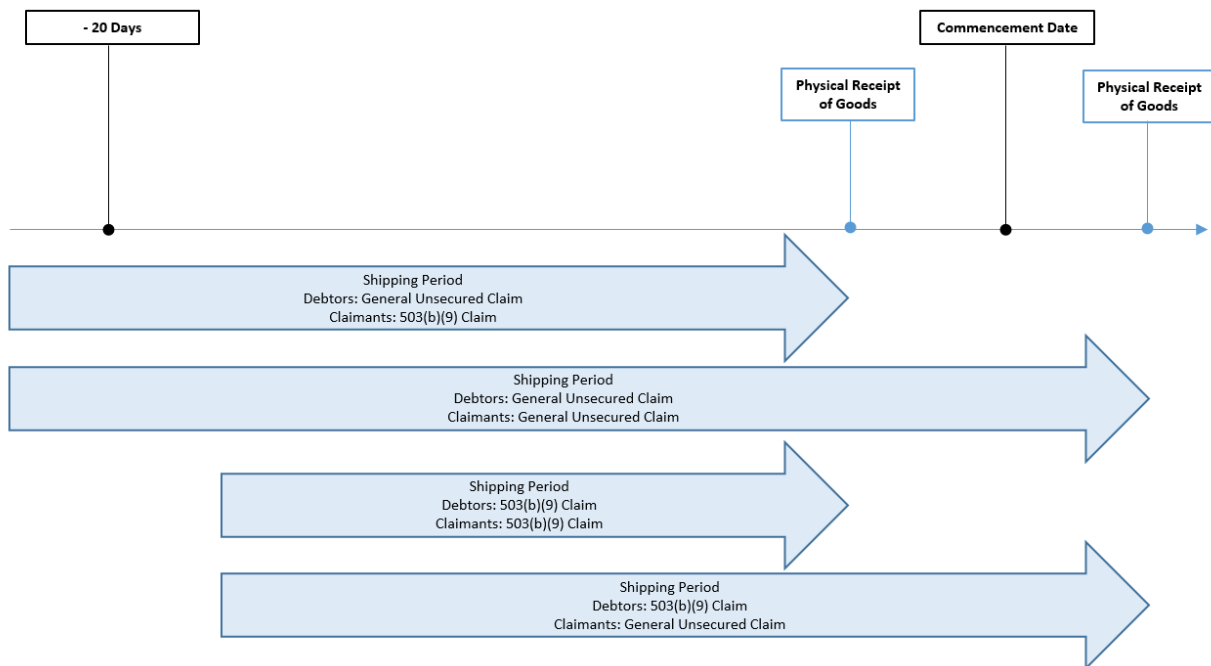 - 20 Days
Commencement Date
Physical Receipt
of Goods
Physical Receipt
of Goods
Shipping Period
Debtors: General Unsecured Claim
Claimants: 503(b)(9) Claim
Shipping Period
Debtors: General Unsecured Claim
Claimants: General Unsecured Claim
Shipping Period
Debtors: 503(b)(9) Claim
Claimants: 503(b)(9) Claim
Shipping Period
Debtors: 503(b)(9) Claim
Claimants: General Unsecured Claim